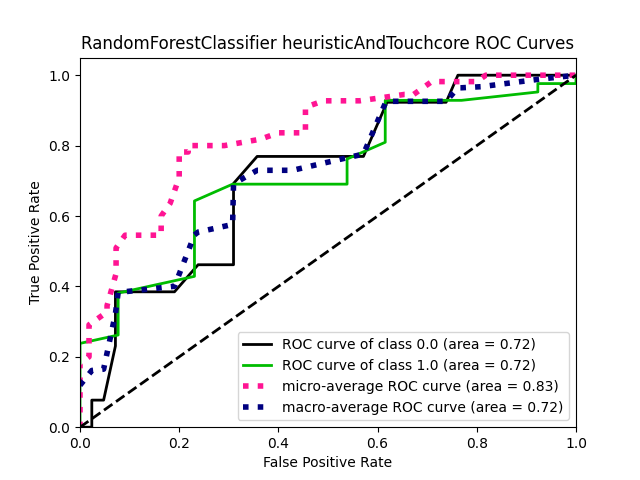 RandomForestClassifier heuristicAndTouchcore ROC Curves
1.0
0.8
0.6
0.4
0.2
0.0
True Positive Rate
0.0 0.2 0.4 0.6 0.8 1.0
False Positive Rate
ROC curve of class 0.0 (area = 0.72)
ROC curve of class 1.0 (area = 0.72)
micro-average ROC curve (area = 0.83)
macro-average ROC curve (area = 0.72)